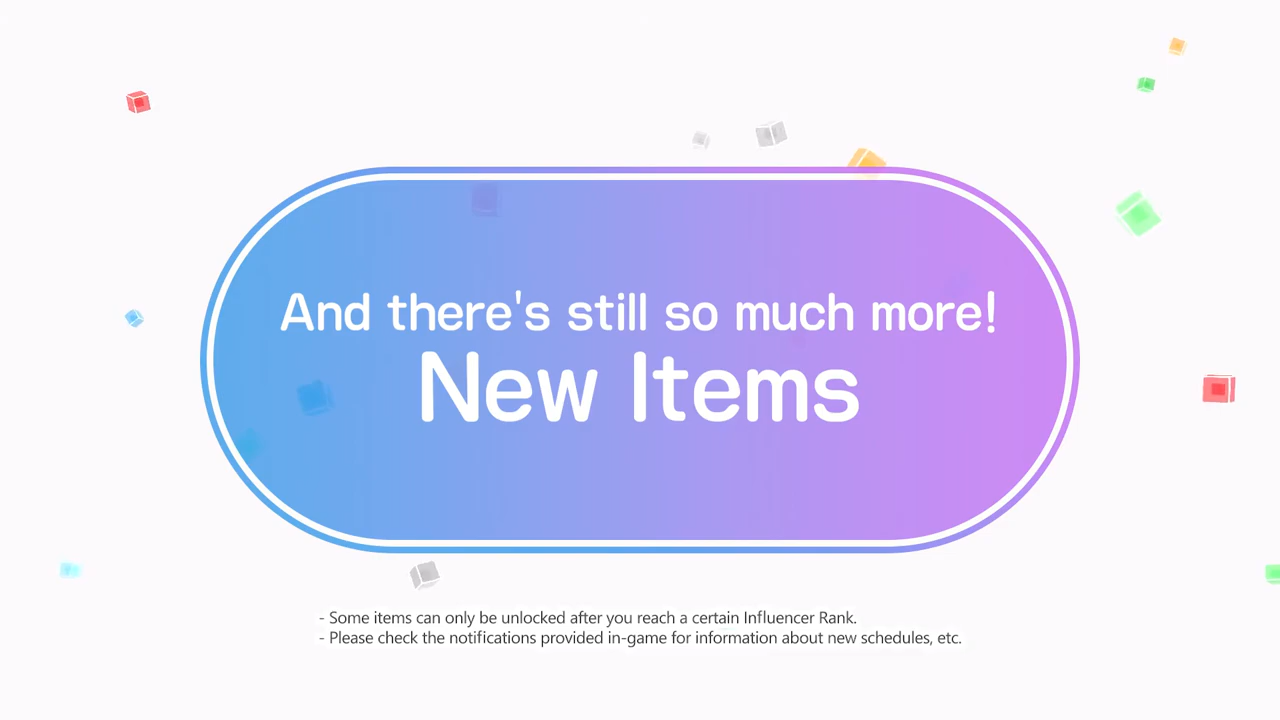 And there's still so much more!
New Items
- Some items can only be unlocked after you reach a certain Influencer Rank.
- Please check the notifications provided in-game for information about new schedules, etc.